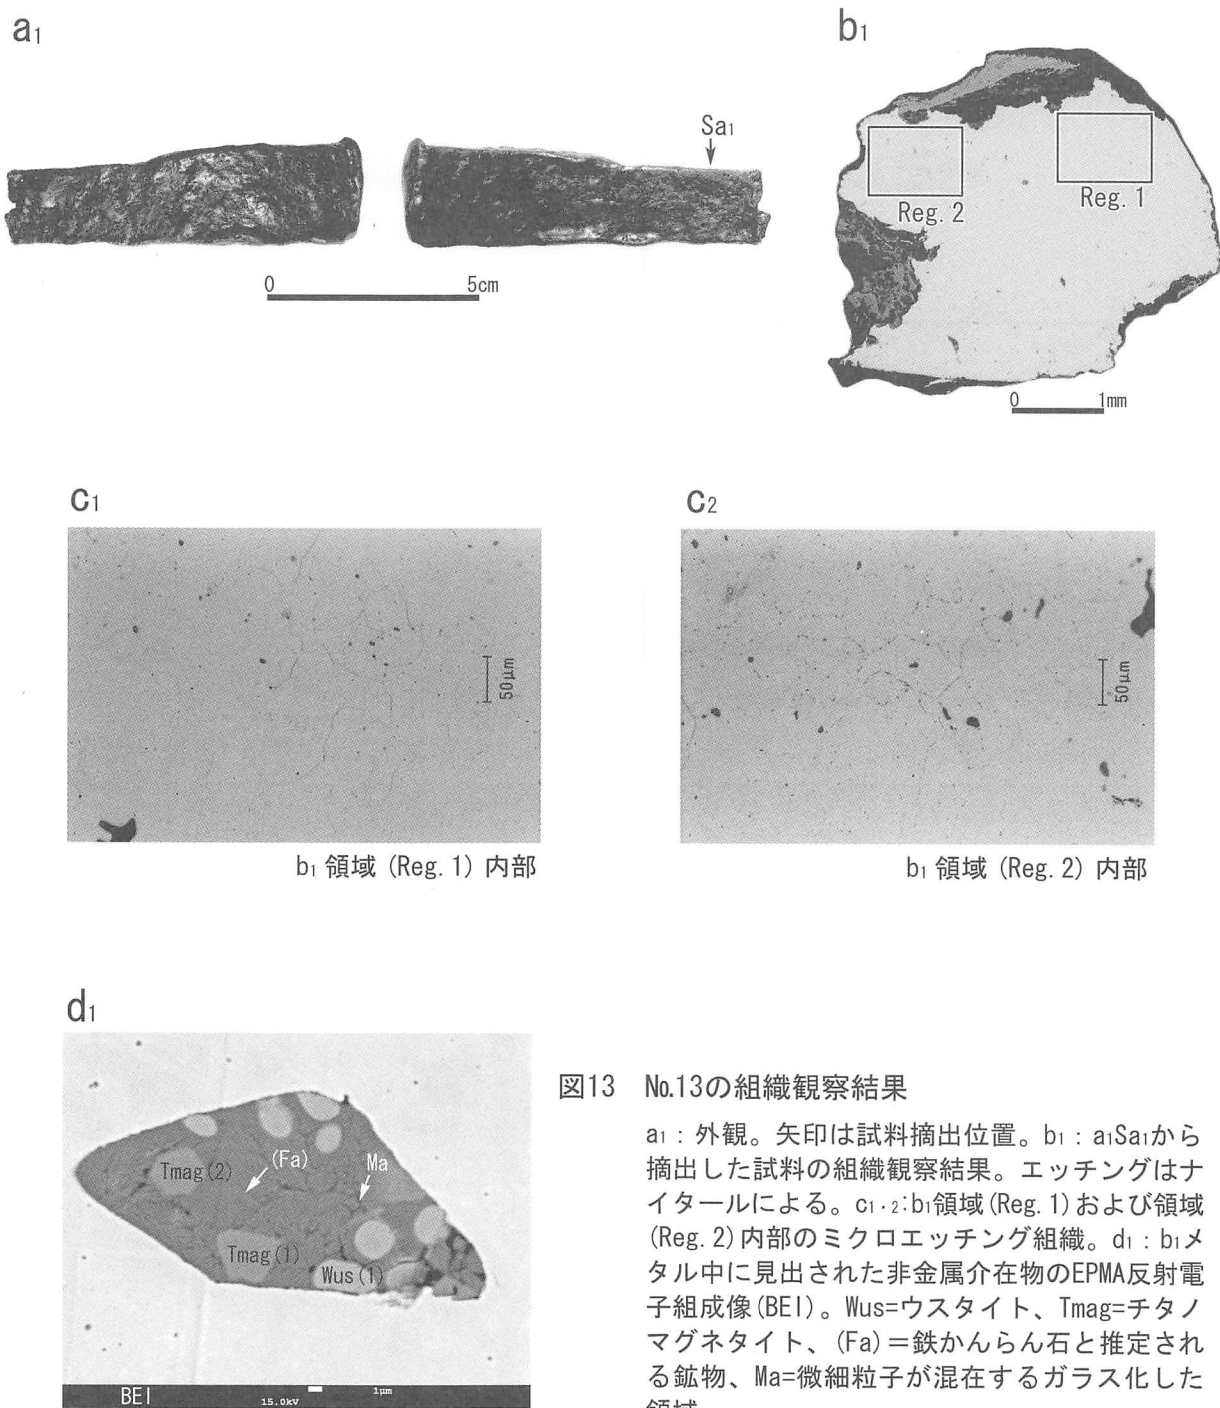 a1
b1
Sa1
Reg. 2
Reg. 1
0 5cm
0 1mm
c1
c2
50μm
50μm
b1 領域 (Reg. 1) 内部
b1 領域 (Reg. 2) 内部
d1
Tmag(2)
(Fa)
Ma
Tmag(1)
Wus(1)
BEI
15.0kV
1μm
図13 No.13の組織観察結果
a1：外観。矢印は試料摘出位置。b1：a1Sa1から
摘出した試料の組織観察結果。エッチングはナ
イタールによる。c1・2:b1領域(Reg. 1)および領域
(Reg. 2)内部のミクロエッチング組織。d1：b1メ
タル中に見出された非金属介在物のEPMA反射電
子組成像(BEI)。Wus=ウスタイト、Tmag=チタノ
マグネタイト、(Fa)＝鉄かんらん石と推定され
る鉱物、Ma=微細粒子が混在するガラス化した